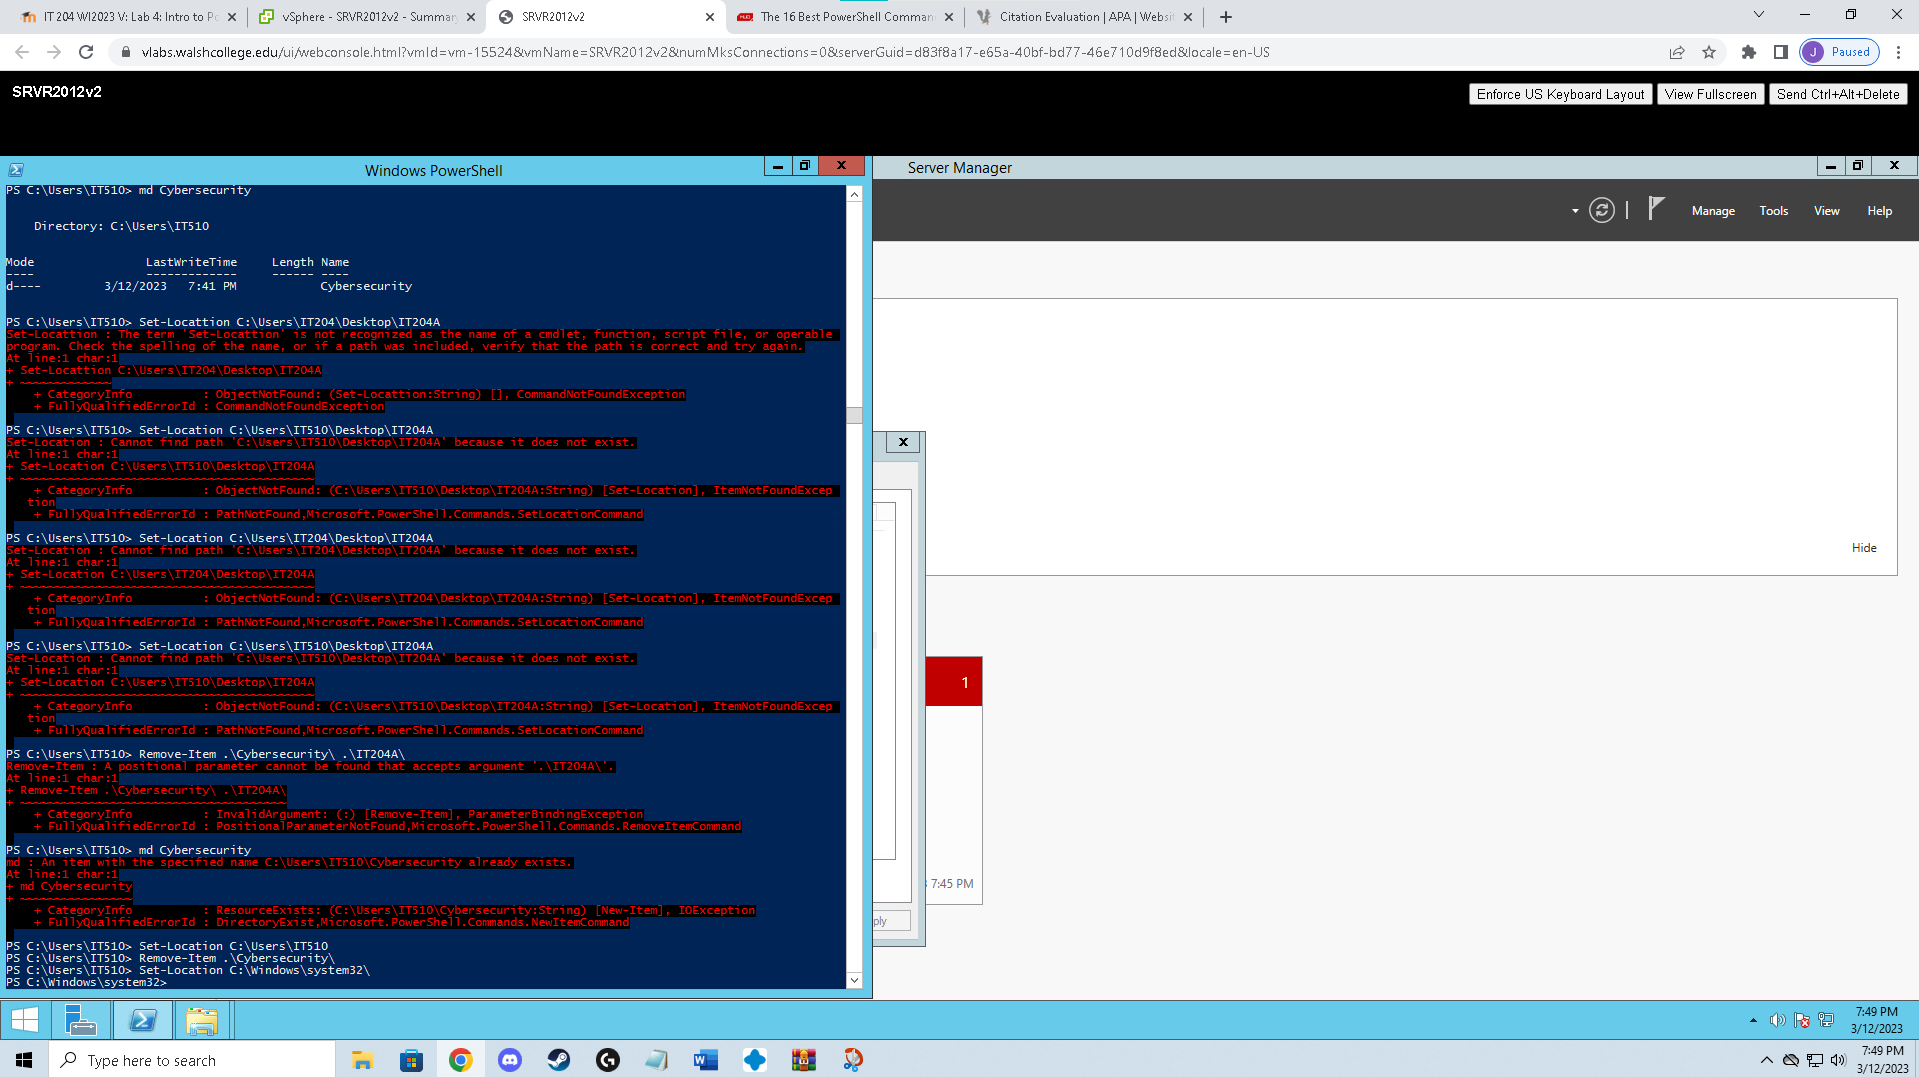 IT 204 WI2023 V: Lab 4: Intro to Po
vSphere - SRVR2012v2 - Summary
SRVR2012v2
The 16 Best PowerShell Comman
Citation Evaluation | APA | Websit
vlabs.walshcollege.edu/ui/webconsole.html?vmId=vm-15524&vmName=SRVR2012v2&numMksConnections=0&serverGuid=d83f8a17-e65a-40bf-bd77-46e710d9f8ed&locale=en-US
J Paused
SRVR2012v2
Enforce US Keyboard Layout
View Fullscreen
Send Ctrl+Alt+Delete
Windows PowerShell
Server Manager
Manage
Tools
View
Help
PS C:\Users\IT510> md Cybersecurity
Directory: C:\Users\IT510
Mode LastWriteTime Length Name
---- ------------- ------ ----
d---- 3/12/2023 7:41 PM Cybersecurity
PS C:\Users\IT510> Set-Locattion C:\Users\IT204\Desktop\IT204A
Set-Locattion : The term 'Set-Locattion' is not recognized as the name of a cmdlet, function, script file, or operable
program. Check the spelling of the name, or if a path was included, verify that the path is correct and try again.
At line:1 char:1
+ Set-Locattion C:\Users\IT204\Desktop\IT204A
+ ~~~~~~~~~~~~~
+ CategoryInfo : ObjectNotFound: (Set-Locattion:String) [], CommandNotFoundException
+ FullyQualifiedErrorId : CommandNotFoundException
PS C:\Users\IT510> Set-Location C:\Users\IT510\Desktop\IT204A
Set-Location : Cannot find path 'C:\Users\IT510\Desktop\IT204A' because it does not exist.
At line:1 char:1
+ Set-Location C:\Users\IT510\Desktop\IT204A
+ ~~~~~~~~~~~~~~~~~~~~~~~~~~~~~~~~~~~~~~~~~~
+ CategoryInfo : ObjectNotFound: (C:\Users\IT510\Desktop\IT204A:String) [Set-Location], ItemNotFoundExcep
tion
+ FullyQualifiedErrorId : PathNotFound,Microsoft.PowerShell.Commands.SetLocationCommand
PS C:\Users\IT510> Set-Location C:\Users\IT204\Desktop\IT204A
Set-Location : Cannot find path 'C:\Users\IT204\Desktop\IT204A' because it does not exist.
At line:1 char:1
+ Set-Location C:\Users\IT204\Desktop\IT204A
+ ~~~~~~~~~~~~~~~~~~~~~~~~~~~~~~~~~~~~~~~~~~
+ CategoryInfo : ObjectNotFound: (C:\Users\IT204\Desktop\IT204A:String) [Set-Location], ItemNotFoundExcep
tion
+ FullyQualifiedErrorId : PathNotFound,Microsoft.PowerShell.Commands.SetLocationCommand
PS C:\Users\IT510> Set-Location C:\Users\IT510\Desktop\IT204A
Set-Location : Cannot find path 'C:\Users\IT510\Desktop\IT204A' because it does not exist.
At line:1 char:1
+ Set-Location C:\Users\IT510\Desktop\IT204A
+ ~~~~~~~~~~~~~~~~~~~~~~~~~~~~~~~~~~~~~~~~~~
+ CategoryInfo : ObjectNotFound: (C:\Users\IT510\Desktop\IT204A:String) [Set-Location], ItemNotFoundExcep
tion
+ FullyQualifiedErrorId : PathNotFound,Microsoft.PowerShell.Commands.SetLocationCommand
PS C:\Users\IT510> Remove-Item .\Cybersecurity\ .\IT204A\
Remove-Item : A positional parameter cannot be found that accepts argument '.\IT204A\'.
At line:1 char:1
+ Remove-Item .\Cybersecurity\ .\IT204A\
+ ~~~~~~~~~~~~~~~~~~~~~~~~~~~~~~~~~~~~~~
+ CategoryInfo : InvalidArgument: (:) [Remove-Item], ParameterBindingException
+ FullyQualifiedErrorId : PositionalParameterNotFound,Microsoft.PowerShell.Commands.RemoveItemCommand
PS C:\Users\IT510> md Cybersecurity
md : An item with the specified name C:\Users\IT510\Cybersecurity already exists.
At line:1 char:1
+ md Cybersecurity
+ ~~~~~~~~~~~~~~~~
+ CategoryInfo : ResourceExists: (C:\Users\IT510\Cybersecurity:String) [New-Item], IOException
+ FullyQualifiedErrorId : DirectoryExist,Microsoft.PowerShell.Commands.NewItemCommand
PS C:\Users\IT510> Set-Location C:\Users\IT510
PS C:\Users\IT510> Remove-Item .\Cybersecurity\
PS C:\Users\IT510> Set-Location C:\Windows\system32\
PS C:\Windows\system32>
Hide
1
3 7:45 PM
ply
7:49 PM
3/12/2023
Type here to search
7:49 PM
3/12/2023